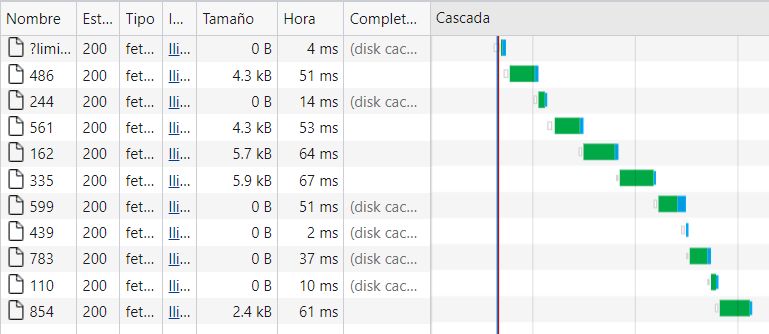 Nombre Est... Tipo I... Tamaño Hora Complet... Cascada
?limi... 200 fet... lli... 0 B 4 ms (disk cac...
486 200 fet... lli... 4.3 kB 51 ms
244 200 fet... lli... 0 B 14 ms (disk cac...
561 200 fet... lli... 4.3 kB 53 ms
162 200 fet... lli... 5.7 kB 64 ms
335 200 fet... lli... 5.9 kB 67 ms
599 200 fet... lli... 0 B 51 ms (disk cac...
439 200 fet... lli... 0 B 2 ms (disk cac...
783 200 fet... lli... 0 B 37 ms (disk cac...
110 200 fet... lli... 0 B 10 ms (disk cac...
854 200 fet... lli... 2.4 kB 61 ms